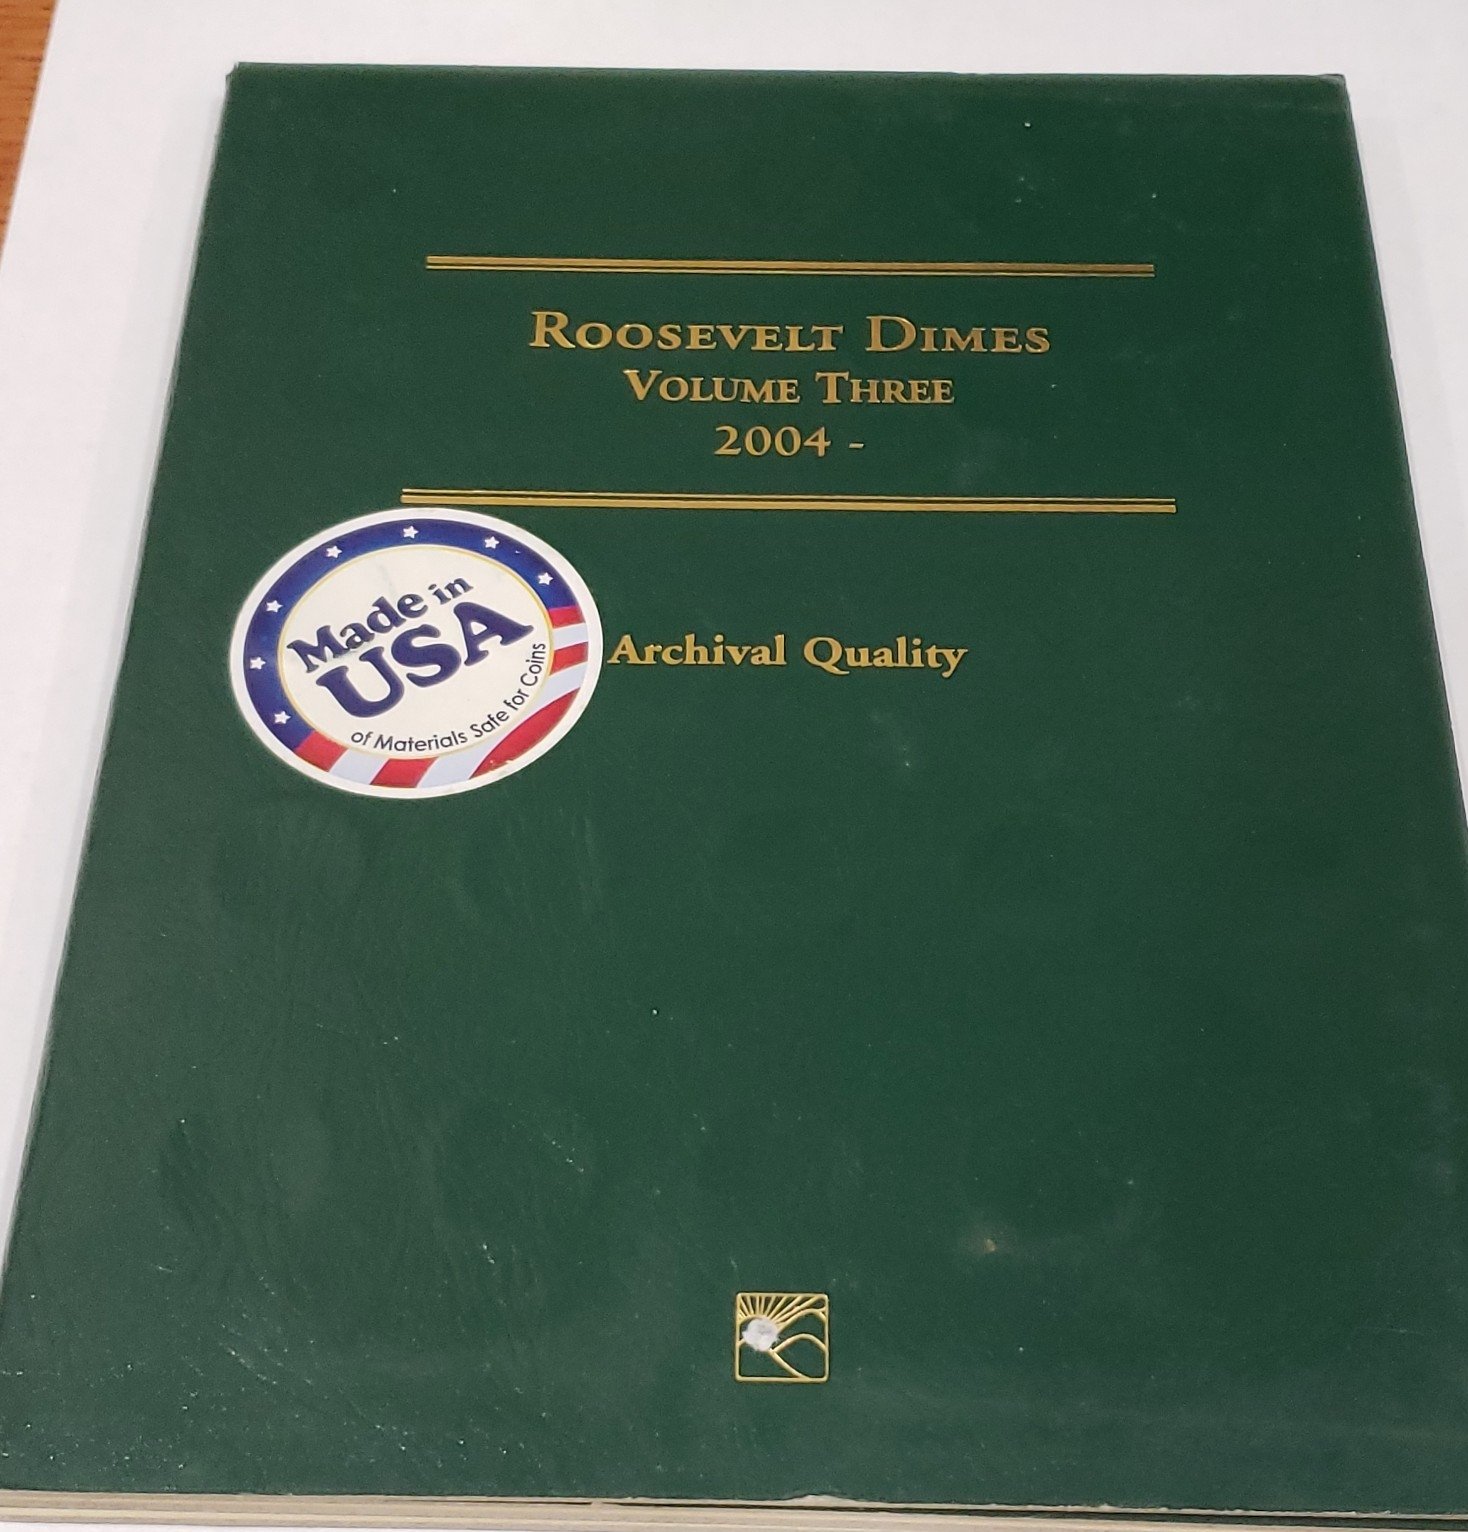 ROOSEVELT DIMES
VOLUME THREE
2004 -
Made in
USA
of Materials Safe for Coins
Archival Quality